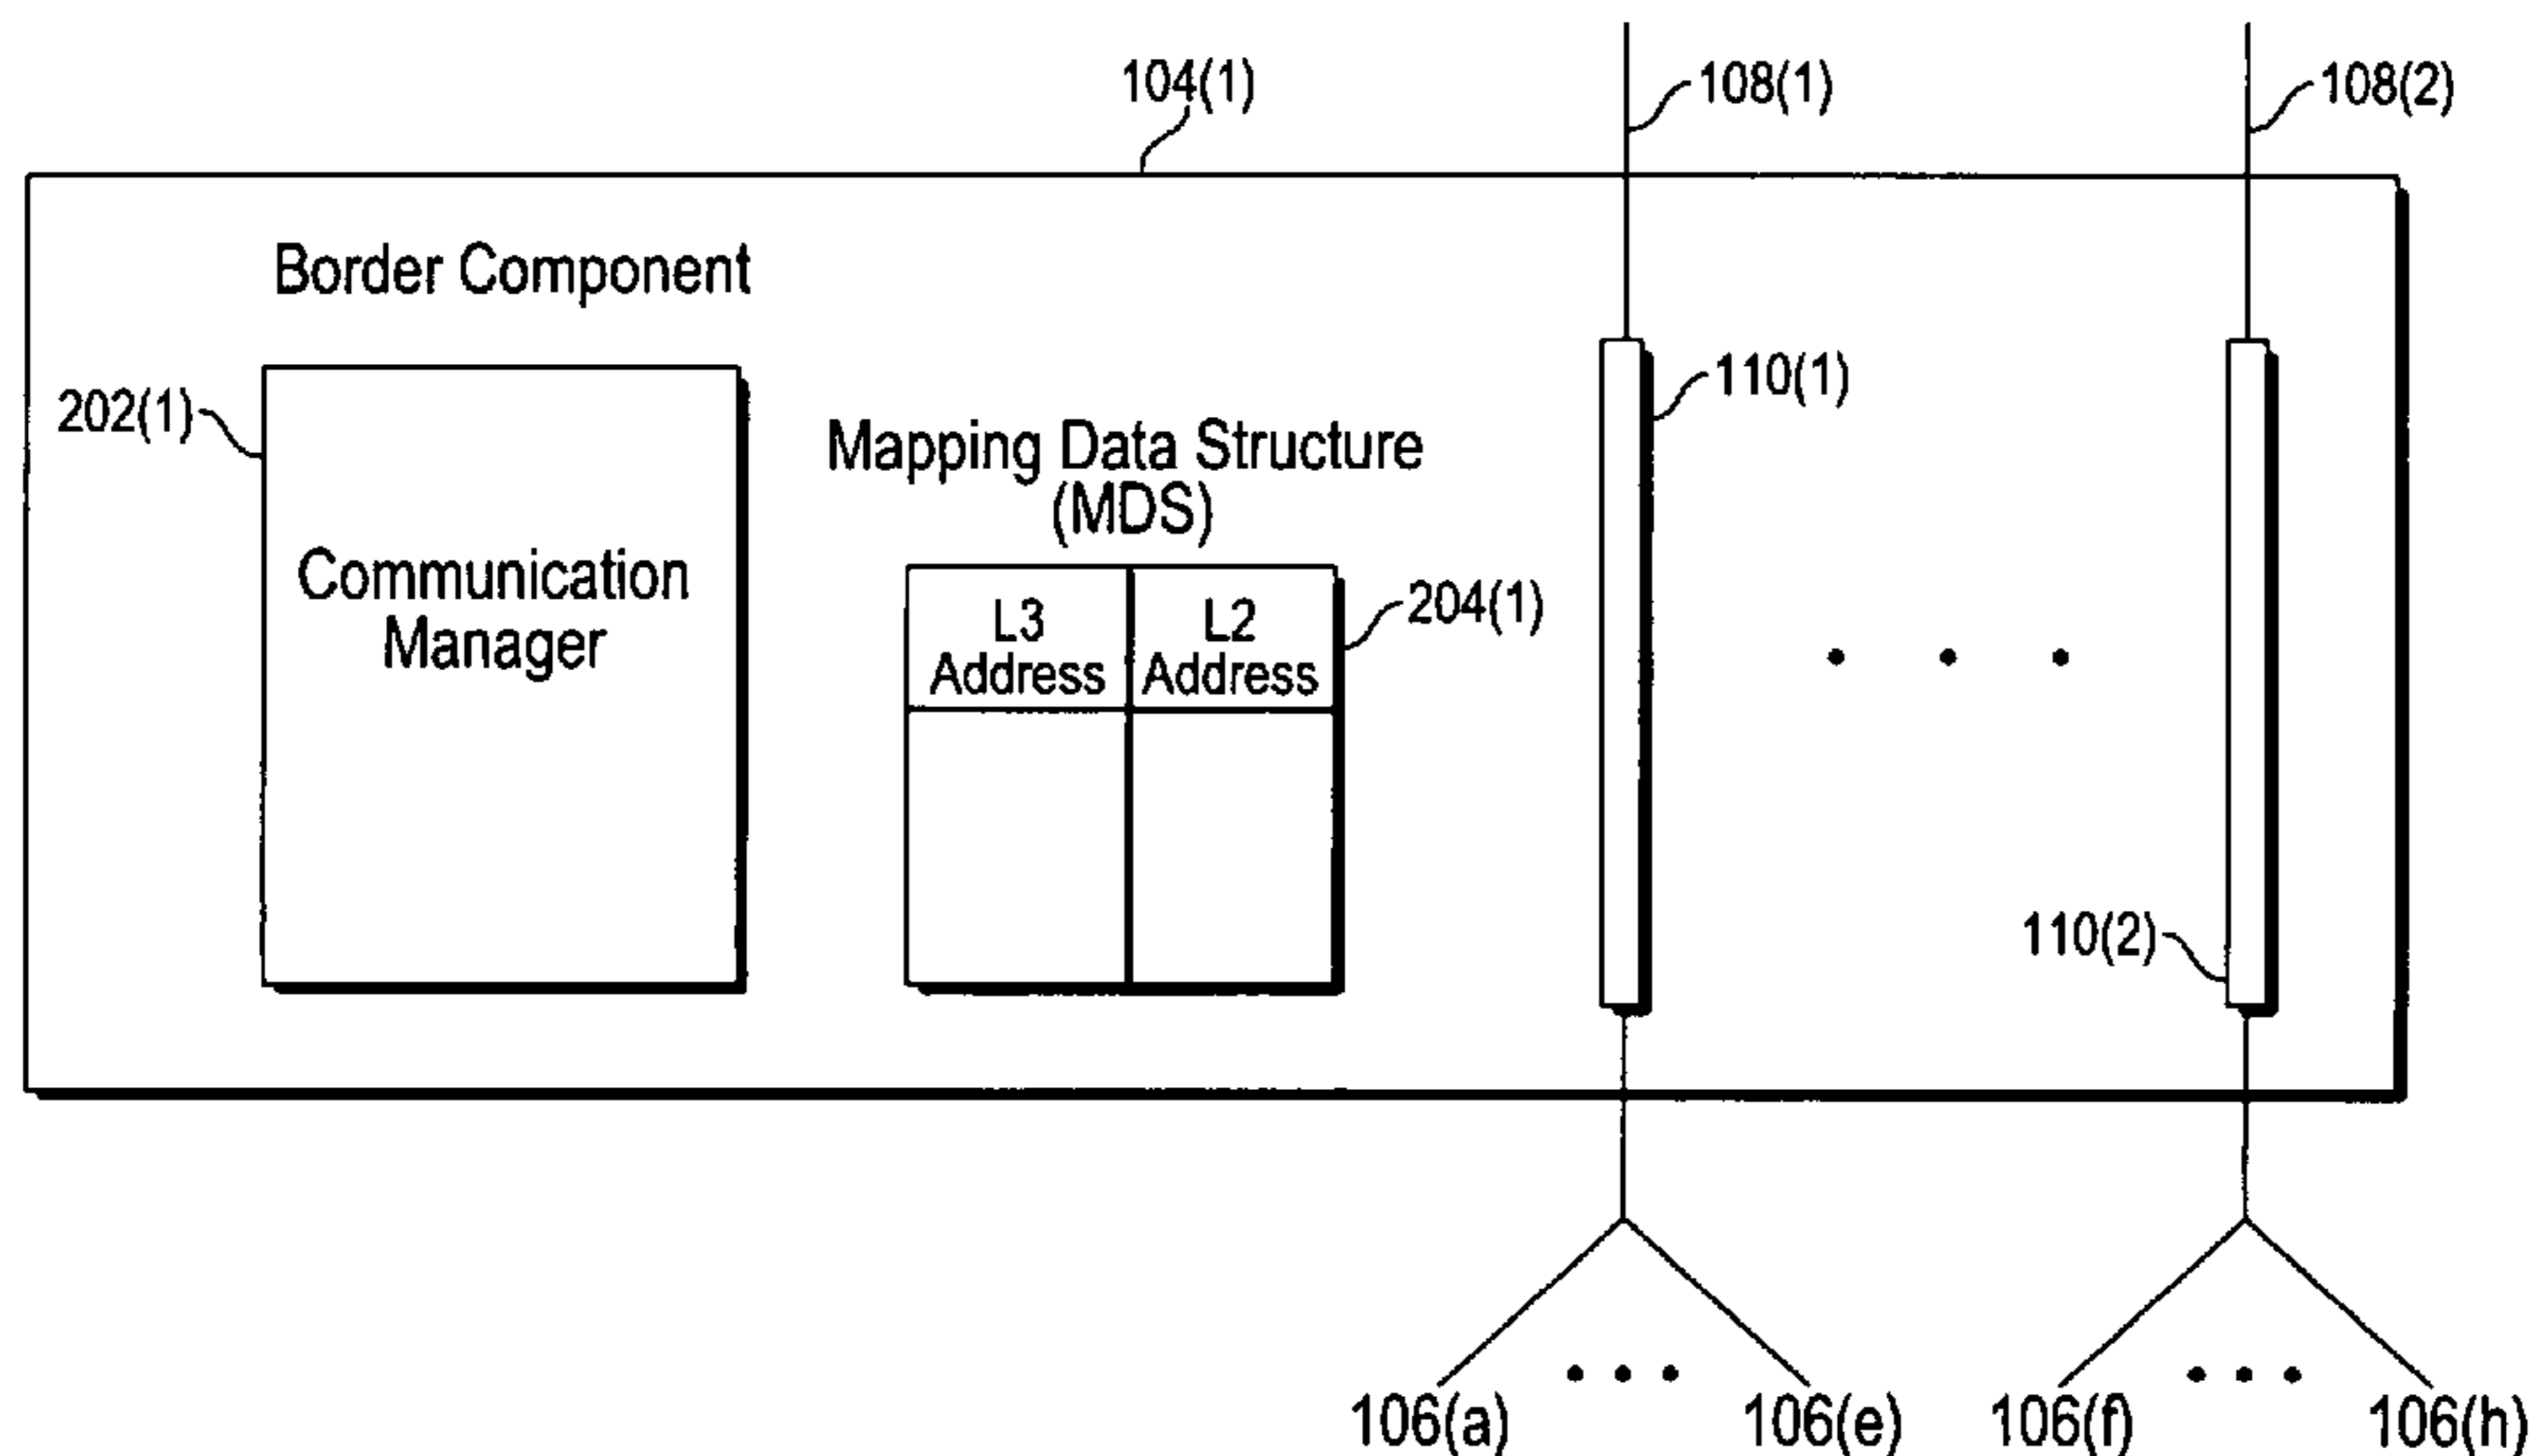 104(1)
108(1)
108(2)
Border Component
110(1)
202(1)
Mapping Data Structure
(MDS)
Communication
Manager
L3
Address
L2
Address
204(1)
110(2)
106(a)
106(e)
106(f)
106(h)